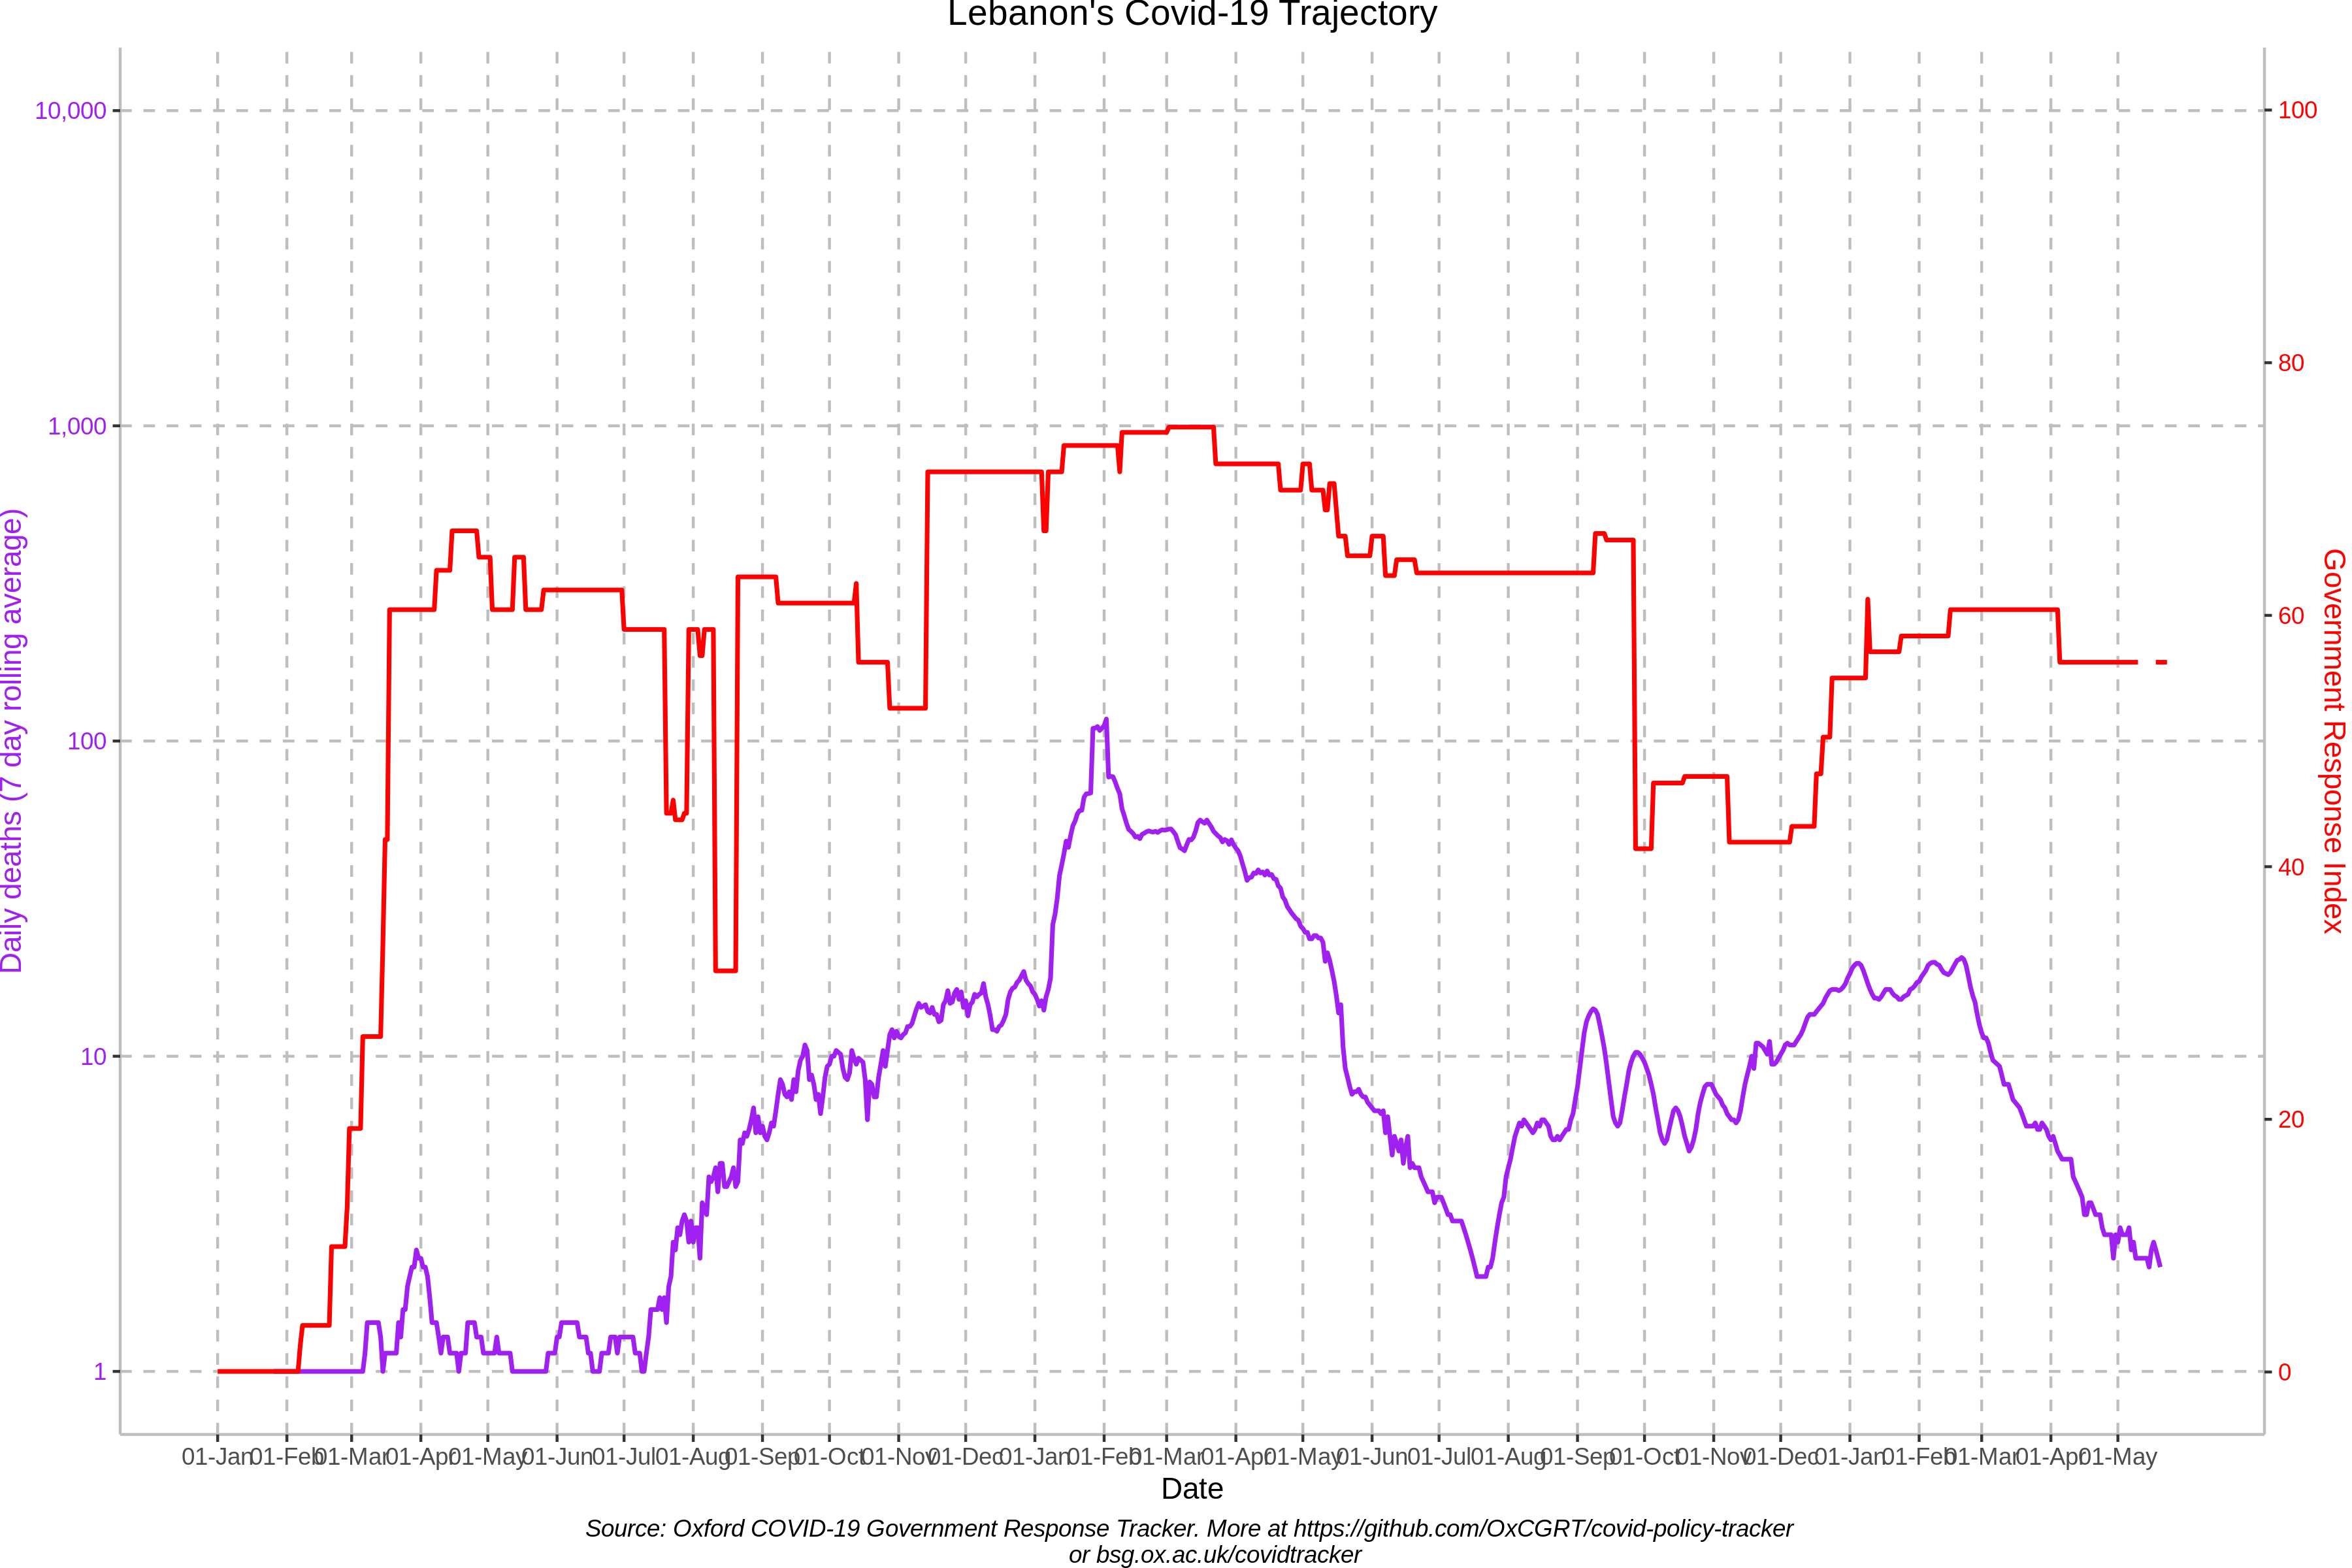 Lebanon's Covid-19 Trajectory
10,000
1,000
100
10
1
Daily deaths (7 day rolling average)
100
80
60
40
20
0
Government Response Index
01-Jan 01-Feb 01-Mar 01-Apr 01-May 01-Jun 01-Jul 01-Aug 01-Sep 01-Oct 01-Nov 01-Dec 01-Jan 01-Feb 01-Mar 01-Apr 01-May 01-Jun 01-Jul 01-Aug 01-Sep 01-Oct 01-Nov 01-Dec 01-Jan 01-Feb 01-Mar 01-Apr 01-May
Date
Source: Oxford COVID-19 Government Response Tracker. More at https://github.com/OxCGRT/covid-policy-tracker
or bsg.ox.ac.uk/covidtracker